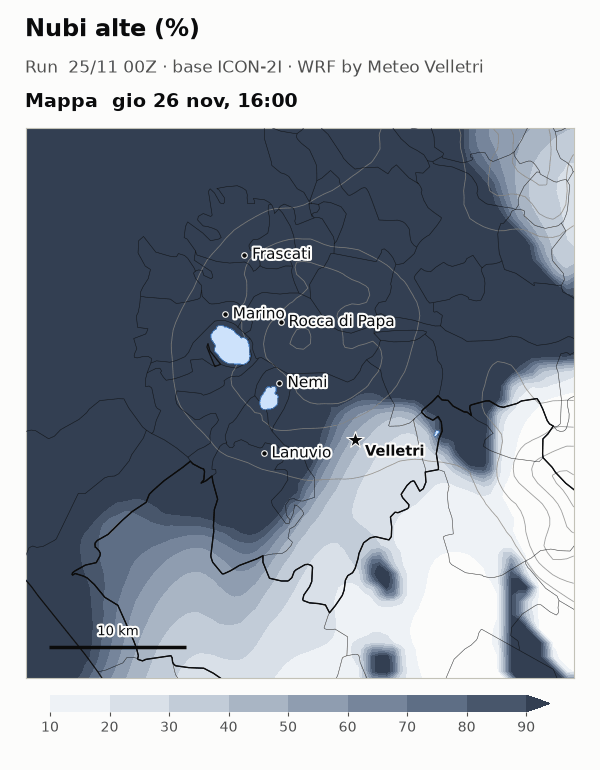 Nubi alte (%)
Run  25/11 00Z · base ICON-2I · WRF by Meteo Velletri
Mappa  gio 26 nov, 16:00
Frascati
Marino
Rocca di Papa
Nemi
Velletri
Lanuvio
10 km
10 20 30 40 50 60 70 80 90